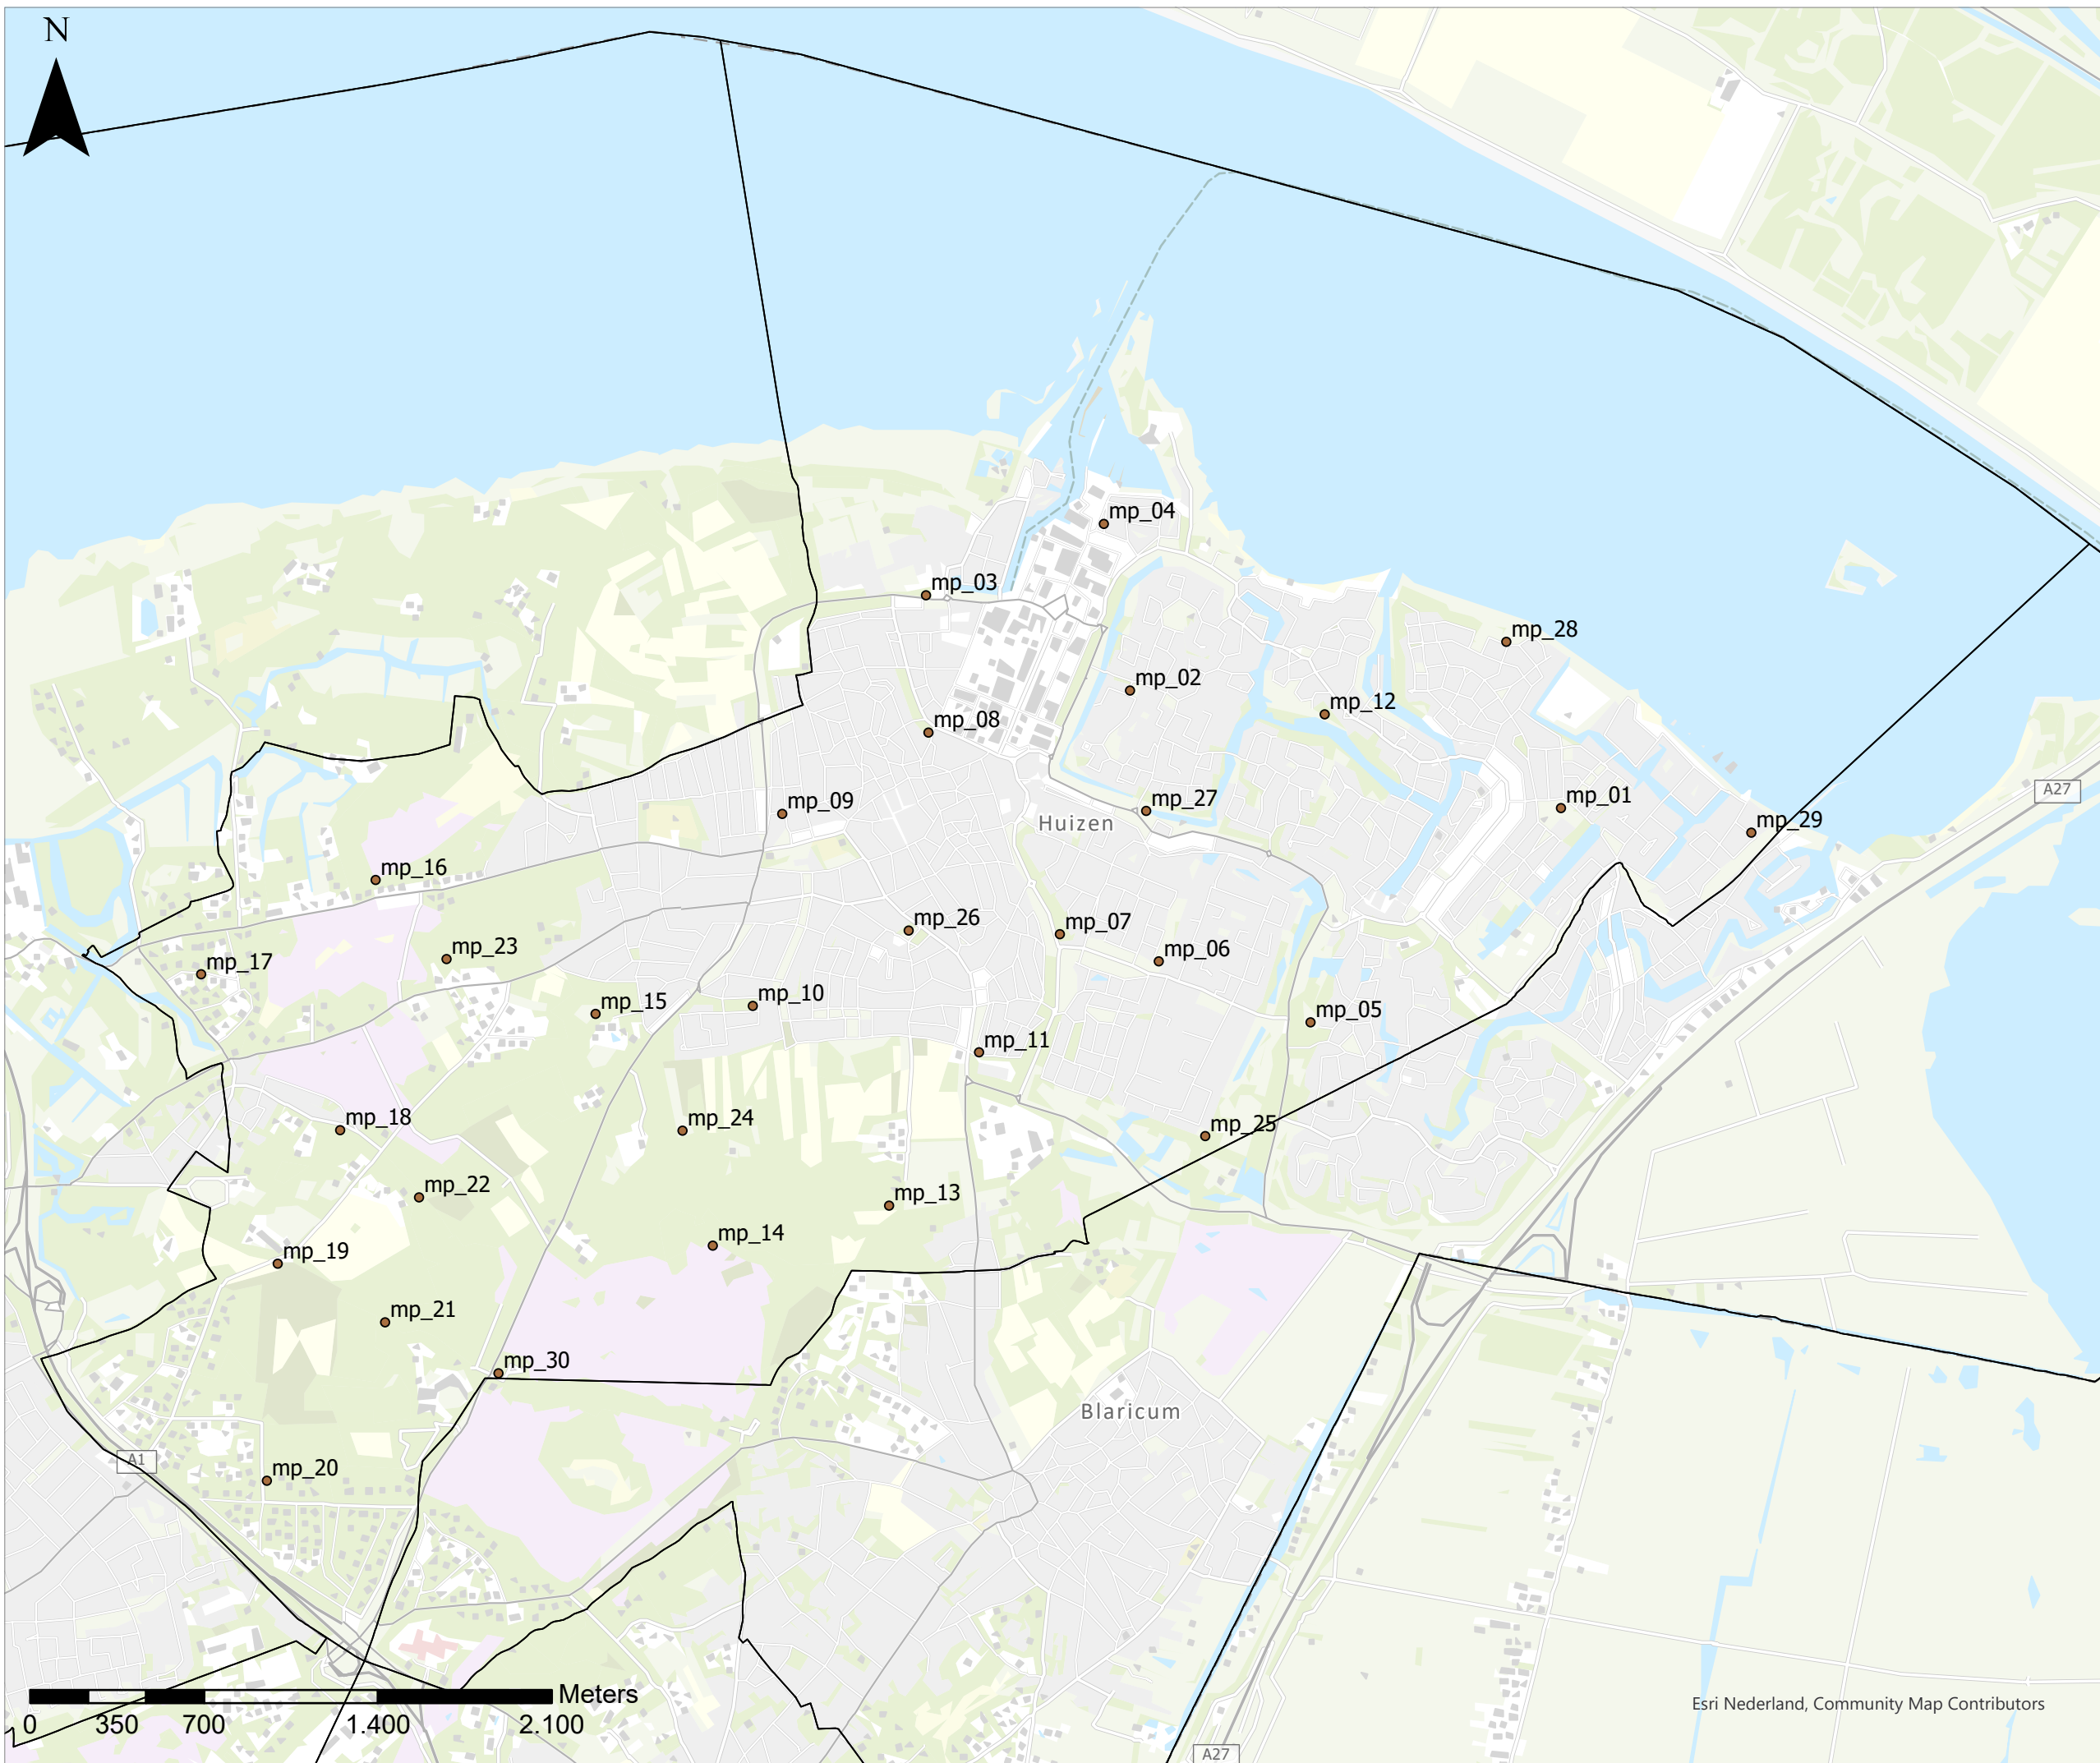 N
mp_04
mp_03
mp_28
mp_02
mp_12
mp_08
A27
mp_09
mp_27
mp_01
Huizen
mp_29
mp_16
mp_26
mp_07
mp_23
mp_06
mp_17
mp_10
mp_15
mp_05
mp_11
mp_18
mp_24
mp_25
mp_22
mp_13
mp_14
mp_19
mp_21
mp_30
Blaricum
A1
mp_20
Meters
0 350 700 1.400 2.100
Esri Nederland, Community Map Contributors
A27